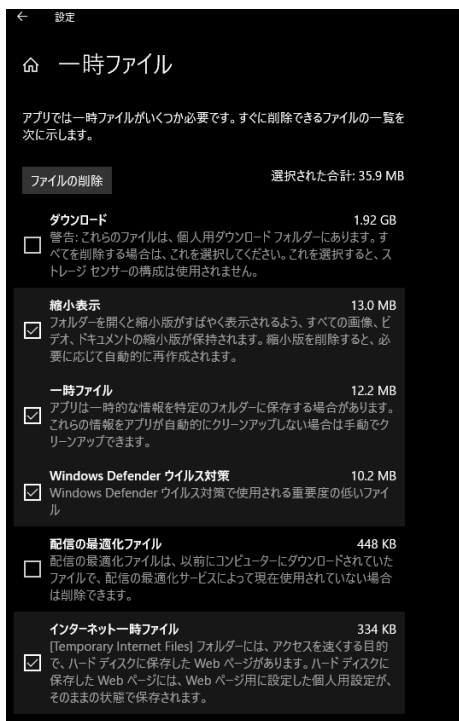 ← 設定
一時ファイル
アプリでは一時ファイルがいくつか必要です。すぐに削除できるファイルの一覧を
次に示します。
ファイルの削除 選択された合計: 35.9 MB
ダウンロード 1.92 GB
警告: これらのファイルは、個人用ダウンロード フォルダーにあります。す
べてを削除する場合は、これを選択してください。これを選択すると、ス
トレージ センサーの構成は使用されません。
縮小表示 13.0 MB
フォルダーを開くと縮小版がすばやく表示されるよう、すべての画像、ビ
デオ、ドキュメントの縮小版が保持されます。縮小版を削除すると、必
要に応じて自動的に再作成されます。
一時ファイル 12.2 MB
アプリは一時的な情報を特定のフォルダーに保存する場合があります。
これらの情報をアプリが自動的にクリーンアップしない場合は手動でク
リーンアップできます。
Windows Defender ウイルス対策 10.2 MB
Windows Defender ウイルス対策で使用される重要度の低いファイ
ル
配信の最適化ファイル 448 KB
配信の最適化ファイルは、以前にコンピューターにダウンロードされていた
ファイルで、配信の最適化サービスによって現在使用されていない場合
は削除できます。
インターネット一時ファイル 334 KB
[Temporary Internet Files] フォルダーには、アクセスを速くする目的
で、ハード ディスクに保存した Web ページがあります。ハード ディスクに
保存した Web ページには、Web ページ用に設定した個人用設定が、
そのままの状態で保存されます。